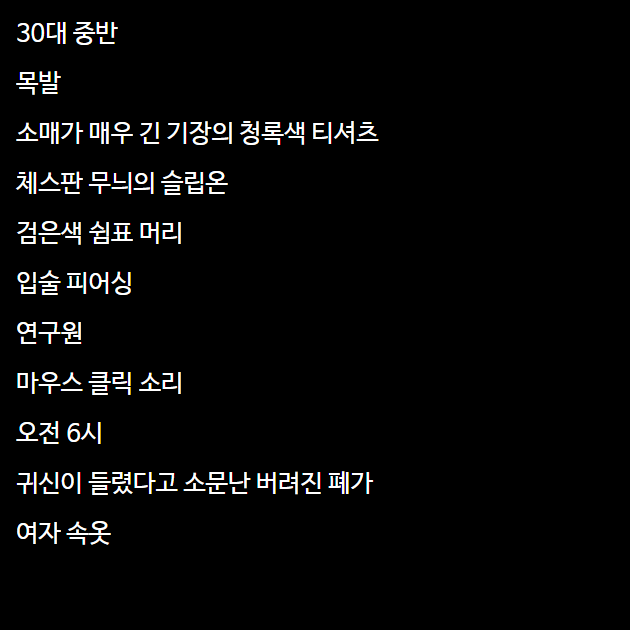 30대 중반
목발
소매가 매우 긴 기장의 청록색 티셔츠
체스판 무늬의 슬립온
검은색 쉼표 머리
입술 피어싱
연구원
마우스 클릭 소리
오전 6시
귀신이 들렸다고 소문난 버려진 폐가
여자 속옷